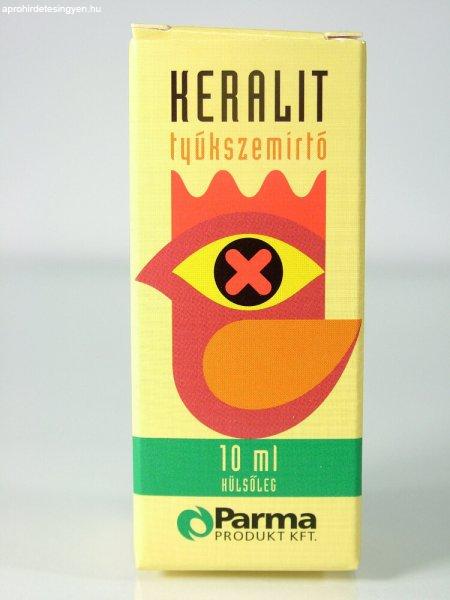 aprohirdetesingyen.hu
KERALIT
tyúkszemirtó
10 ml
KÜLSŐLEG
Parma
PRODUKT KFT.